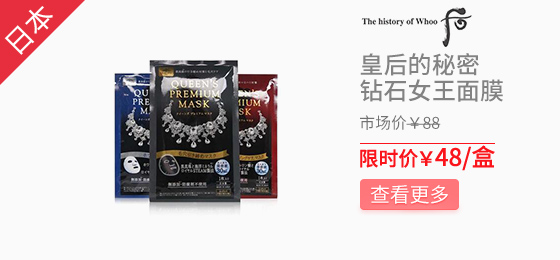 日本
The history of Whoo 后
皇后的秘密
钻石女王面膜
市场价￥88
限时价￥48/盒
查看更多
QUEEN'S
PREMIUM
MASK